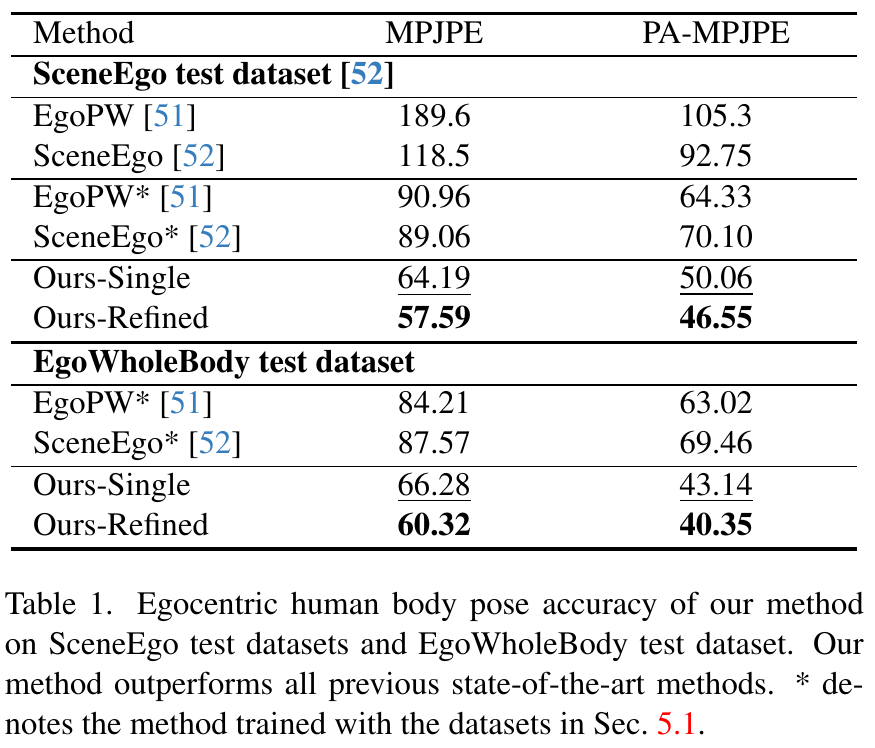 Method MPJPE PA-MPJPE
SceneEgo test dataset [52]
EgoPW [51] 189.6 105.3
SceneEgo [52] 118.5 92.75
EgoPW* [51] 90.96 64.33
SceneEgo* [52] 89.06 70.10
Ours-Single 64.19 50.06
Ours-Refined 57.59 46.55
EgoWholeBody test dataset
EgoPW* [51] 84.21 63.02
SceneEgo* [52] 87.57 69.46
Ours-Single 66.28 43.14
Ours-Refined 60.32 40.35
Table 1. Egocentric human body pose accuracy of our method
on SceneEgo test datasets and EgoWholeBody test dataset. Our
method outperforms all previous state-of-the-art methods. * de-
notes the method trained with the datasets in Sec. 5.1.